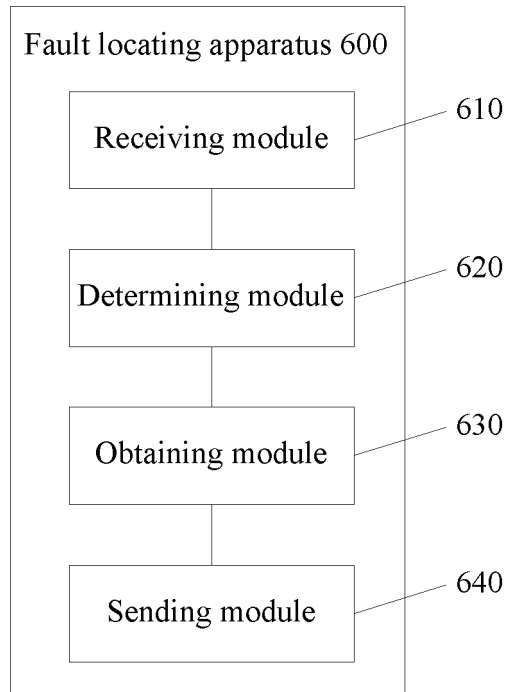 Fault locating apparatus 600
Receiving module
610
Determining module
620
Obtaining module
630
Sending module
640